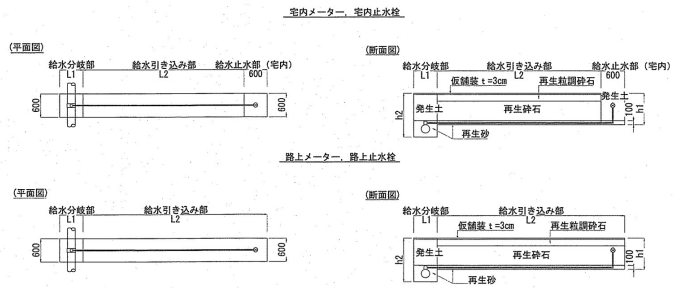 宅内メーター，宅内止水栓
(平面図)
給水分岐部 給水引き込み部 給水止水部（宅内）
L1 L2 600
600 600
(断面図)
給水分岐部 給水引き込み部 給水止水部（宅内）
L1 L2 600
仮舗装ｔ=3cm 再生粒調砕石
発生土
発生土 再生砕石
h2 100 h1
再生砂
路上メーター，路上止水栓
(平面図)
給水分岐部 給水引き込み部
L1 L2
600 600
(断面図)
給水分岐部 給水引き込み部
L1 L2
仮舗装ｔ=3cm 再生粒調砕石
発生土 再生砕石
h2 100 h1
再生砂